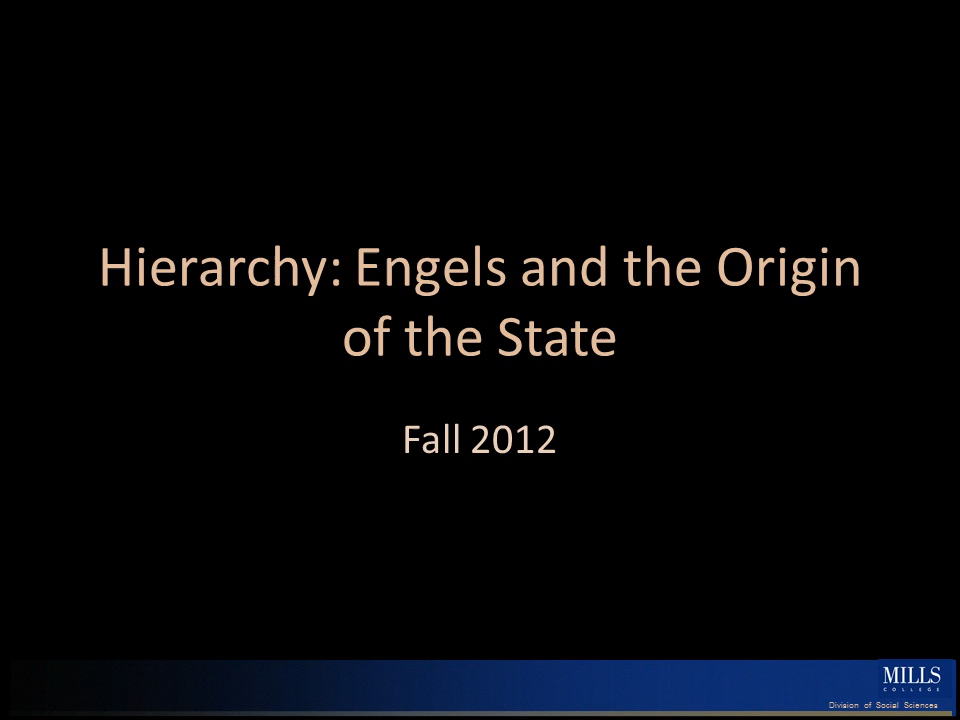 Hierarchy: Engels and the Origin
of the State
Fall 2012
MILLS
COLLEGE
Division of Social Sciences